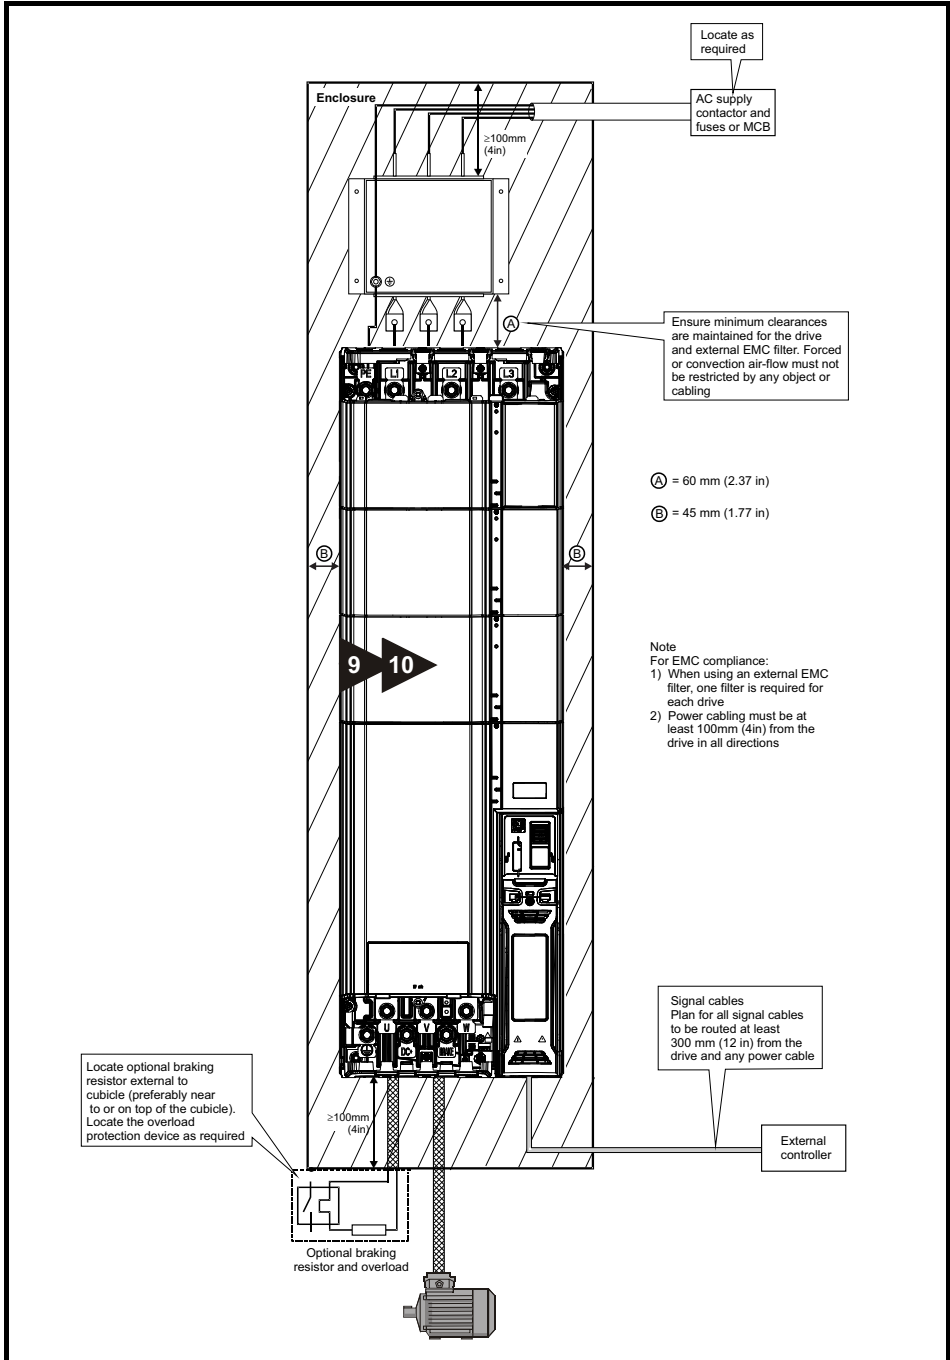 Locate as
required
Enclosure
AC supply
contactor and
fuses or MCB
≥100mm
(4in)
A
Ensure minimum clearances
are maintained for the drive
and external EMC filter. Forced
or convection air-flow must not
be restricted by any object or
cabling
PE
L1
L2
L3
A = 60 mm (2.37 in)
B = 45 mm (1.77 in)
B
B
9
10
Note
For EMC compliance:
1) When using an external EMC
filter, one filter is required for
each drive
2) Power cabling must be at
least 100mm (4in) from the
drive in all directions
Signal cables
Plan for all signal cables
to be routed at least
300 mm (12 in) from the
drive and any power cable
U
V
W
BRAKE
Locate optional braking
resistor external to
cubicle (preferably near
to or on top of the cubicle).
Locate the overload
protection device as required
≥100mm
(4in)
External
controller
Optional braking
resistor and overload